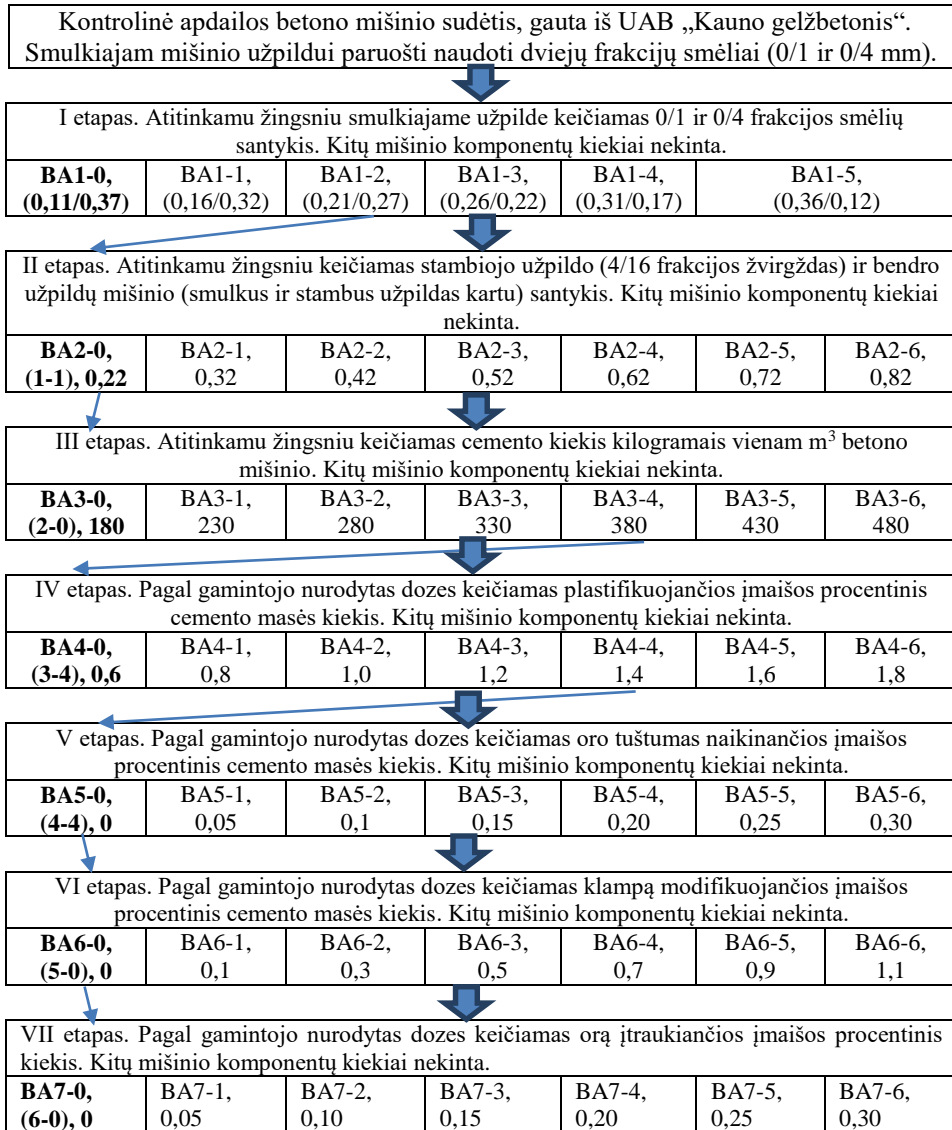 Kontrolinė apdailos betono mišinio sudėtis, gauta iš UAB „Kauno gelžbetonis“.
Smulkiajam mišinio užpildui paruošti naudoti dviejų frakcijų smėliai (0/1 ir 0/4 mm).
I etapas. Atitinkamu žingsniu smulkiajame užpilde keičiamas 0/1 ir 0/4 frakcijos smėlių
santykis. Kitų mišinio komponentų kiekiai nekinta.
BA1-0, BA1-1, BA1-2, BA1-3, BA1-4, BA1-5,
(0,11/0,37) (0,16/0,32) (0,21/0,27) (0,26/0,22) (0,31/0,17) (0,36/0,12)
II etapas. Atitinkamu žingsniu keičiamas stambiojo užpildo (4/16 frakcijos žvirgždas) ir bendro
užpildų mišinio (smulkus ir stambus užpildas kartu) santykis. Kitų mišinio komponentų kiekiai
nekinta.
BA2-0, BA2-1, BA2-2, BA2-3, BA2-4, BA2-5, BA2-6,
(1-1), 0,22 0,32 0,42 0,52 0,62 0,72 0,82
III etapas. Atitinkamu žingsniu keičiamas cemento kiekis kilogramais vienam m³ betono
mišinio. Kitų mišinio komponentų kiekiai nekinta.
BA3-0, BA3-1, BA3-2, BA3-3, BA3-4, BA3-5, BA3-6,
(2-0), 180 230 280 330 380 430 480
IV etapas. Pagal gamintojo nurodytas dozes keičiamas plastifikuojančios įmaišos procentinis
cemento masės kiekis. Kitų mišinio komponentų kiekiai nekinta.
BA4-0, BA4-1, BA4-2, BA4-3, BA4-4, BA4-5, BA4-6,
(3-4), 0,6 0,8 1,0 1,2 1,4 1,6 1,8
V etapas. Pagal gamintojo nurodytas dozes keičiamas oro tuštumas naikinančios įmaišos
procentinis cemento masės kiekis. Kitų mišinio komponentų kiekiai nekinta.
BA5-0, BA5-1, BA5-2, BA5-3, BA5-4, BA5-5, BA5-6,
(4-4), 0 0,05 0,1 0,15 0,20 0,25 0,30
VI etapas. Pagal gamintojo nurodytas dozes keičiamas klampą modifikuojančios įmaišos
procentinis cemento masės kiekis. Kitų mišinio komponentų kiekiai nekinta.
BA6-0, BA6-1, BA6-2, BA6-3, BA6-4, BA6-5, BA6-6,
(5-0), 0 0,1 0,3 0,5 0,7 0,9 1,1
VII etapas. Pagal gamintojo nurodytas dozes keičiamas orą įtraukiančios įmaišos procentinis
kiekis. Kitų mišinio komponentų kiekiai nekinta.
BA7-0, BA7-1, BA7-2, BA7-3, BA7-4, BA7-5, BA7-6,
(6-0), 0 0,05 0,10 0,15 0,20 0,25 0,30